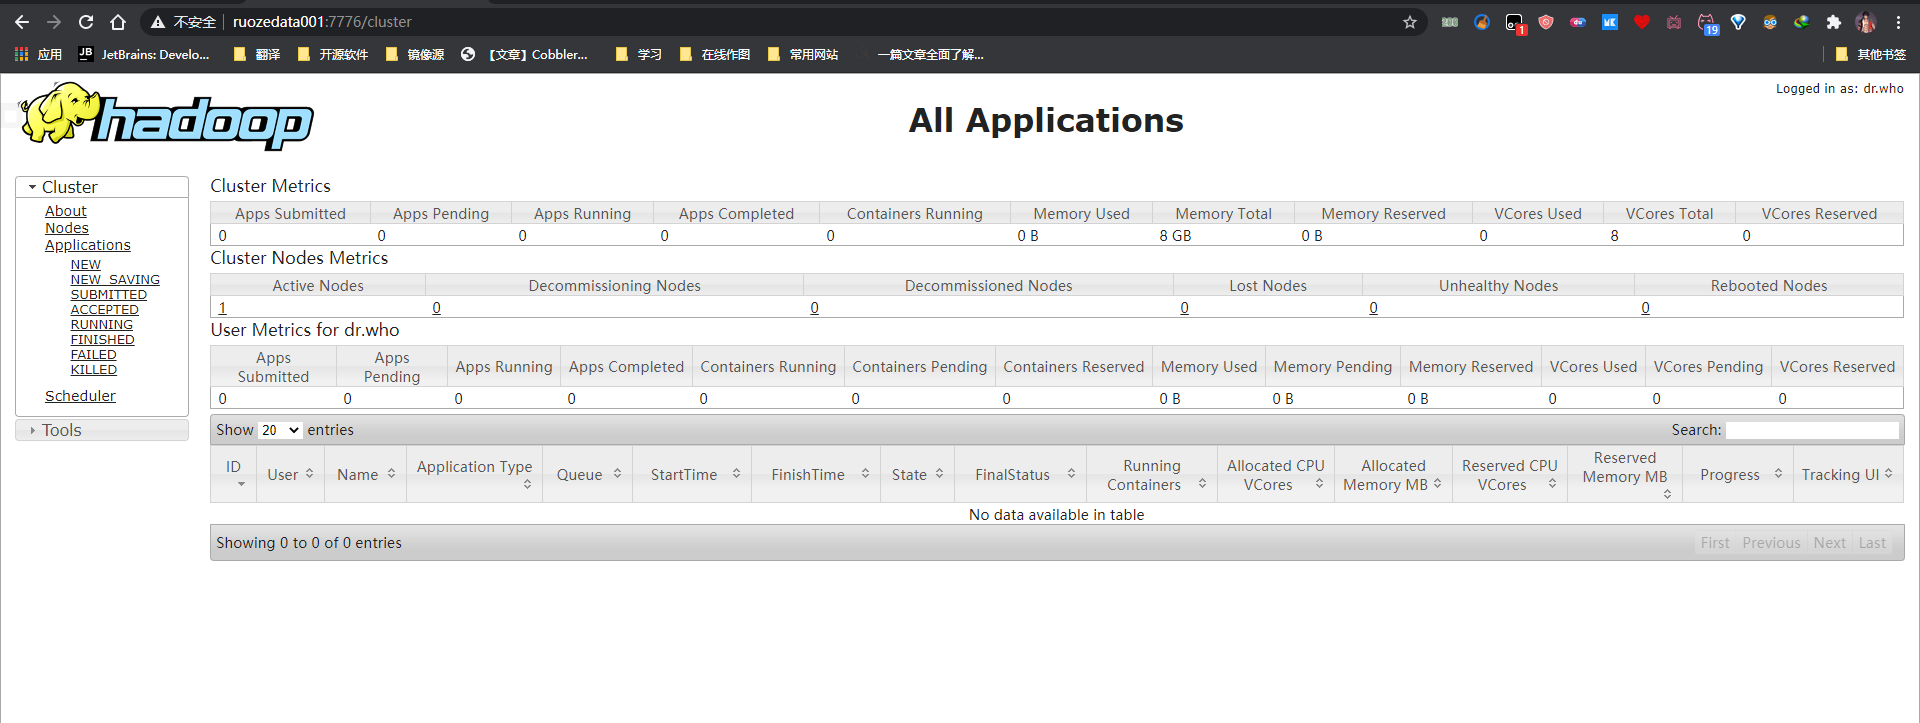 不安全 ruozedata001:7776/cluster
1 19
应用 JetBrains: Develo... 翻译 开源软件 镜像源 【文章】Cobbler... 学习 在线作图 常用网站 一篇文章全面了解... 其他书签
Logged in as: dr.who
hadoop
All Applications
Cluster
About
Nodes
Applications
NEW
NEW_SAVING
SUBMITTED
ACCEPTED
RUNNING
FINISHED
FAILED
KILLED
Scheduler
Tools
Cluster Metrics
Apps Submitted Apps Pending Apps Running Apps Completed Containers Running Memory Used Memory Total Memory Reserved VCores Used VCores Total VCores Reserved
0 0 0 0 0 0 B 8 GB 0 B 0 8 0
Cluster Nodes Metrics
Active Nodes Decommissioning Nodes Decommissioned Nodes Lost Nodes Unhealthy Nodes Rebooted Nodes
1 0 0 0 0 0
User Metrics for dr.who
Apps Submitted Apps Pending Apps Running Apps Completed Containers Running Containers Pending Containers Reserved Memory Used Memory Pending Memory Reserved VCores Used VCores Pending VCores Reserved
0 0 0 0 0 0 0 0 B 0 B 0 B 0 0 0
Show 20 entries Search:
ID User Name Application Type Queue StartTime FinishTime State FinalStatus Running Containers Allocated CPU VCores Allocated Memory MB Reserved CPU VCores Reserved Memory MB Progress Tracking UI
No data available in table
Showing 0 to 0 of 0 entries First Previous Next Last